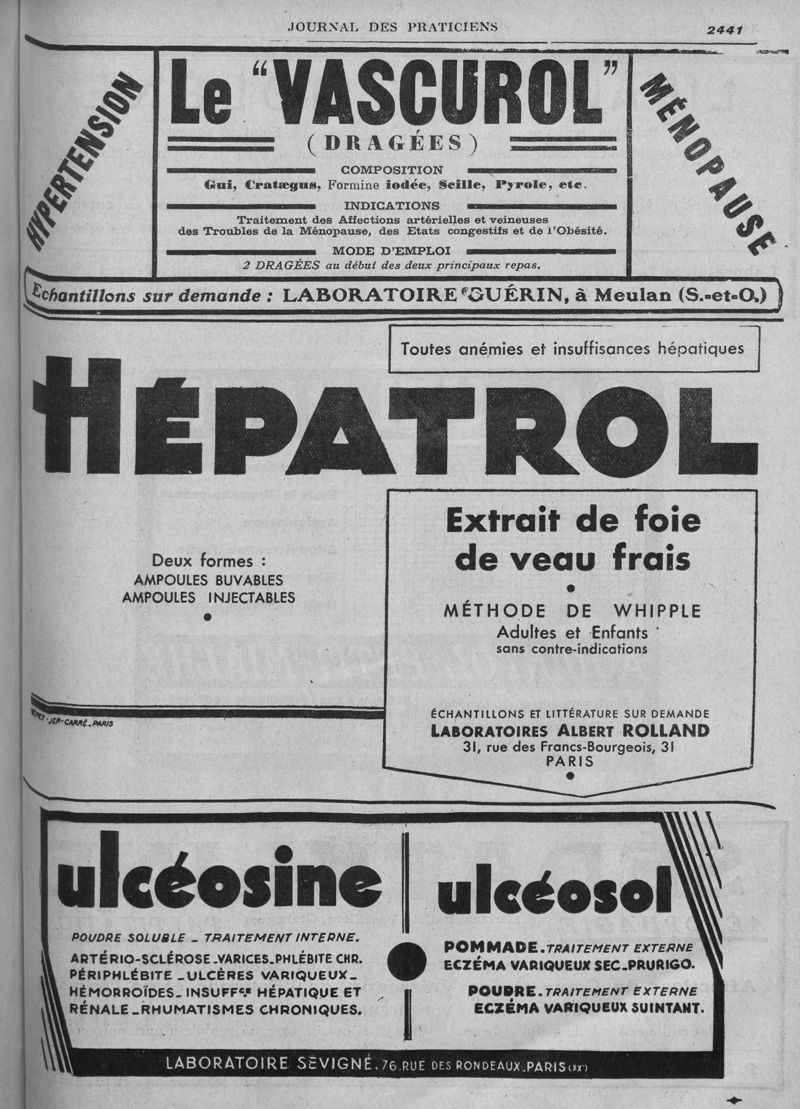 JOURNAL DES PRATICIENS
2441
HYPERTENSION
Le "VASCUROL"
(DRAGÉES)
COMPOSITION
Gui, Cratægus, Formine iodée, Scille, Pyrole, etc.
INDICATIONS
Traitement des Affections artérielles et veineuses
des Troubles de la Ménopause, des Etats congestifs et de l'Obésité.
MODE D'EMPLOI
2 DRAGÉES au début des deux principaux repas.
MÉNOPAUSE
Echantillons sur demande : LABORATOIRE GUÉRIN, à Meulan (S.-et-O.)
Toutes anémies et insuffisances hépatiques
HÉPATROL
Deux formes :
AMPOULES BUVABLES
AMPOULES INJECTABLES
Extrait de foie
de veau frais
MÉTHODE DE WHIPPLE
Adultes et Enfants
sans contre-indications
ÉCHANTILLONS ET LITTÉRATURE SUR DEMANDE
LABORATOIRES ALBERT ROLLAND
31, rue des Francs-Bourgeois, 31
PARIS
JEP-CARRÉ-PARIS
ulcéosine
POUDRE SOLUBLE - TRAITEMENT INTERNE.
ARTÉRIO-SCLÉROSE-VARICES-PHLÉBITE CHR.
PÉRIPHLÉBITE - ULCÈRES VARIQUEUX-
HÉMORROÏDES- INSUFFce HÉPATIQUE ET
RÉNALE-RHUMATISMES CHRONIQUES.
ulcéosol
POMMADE. TRAITEMENT EXTERNE
ECZÉMA VARIQUEUX SEC-PRURIGO.
POUDRE. TRAITEMENT EXTERNE
ECZÉMA VARIQUEUX SUINTANT.
LABORATOIRE SÉVIGNÉ. 76. RUE DES RONDEAUX-PARIS (XXe)